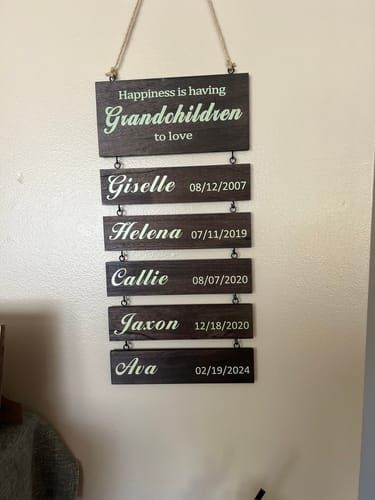 Happiness is having
Grandchildren
to love
Giselle 08/12/2007
Helena 07/11/2019
Callie 08/07/2020
Jaxon 12/18/2020
Ava 02/19/2024